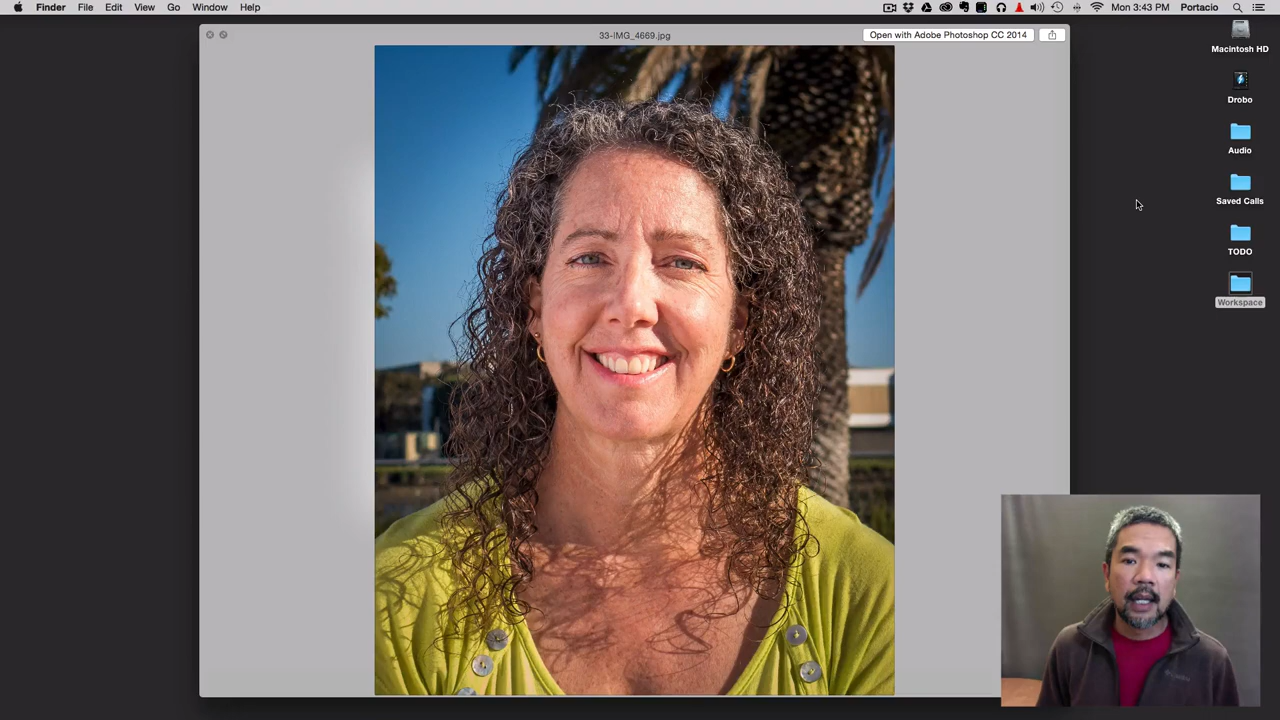 Finder File Edit View Go Window Help Mon 3:43 PM Portacio
33-IMG_4669.jpg Open with Adobe Photoshop CC 2014
Macintosh HD
Drobo
Audio
Saved Calls
TODO
Workspace